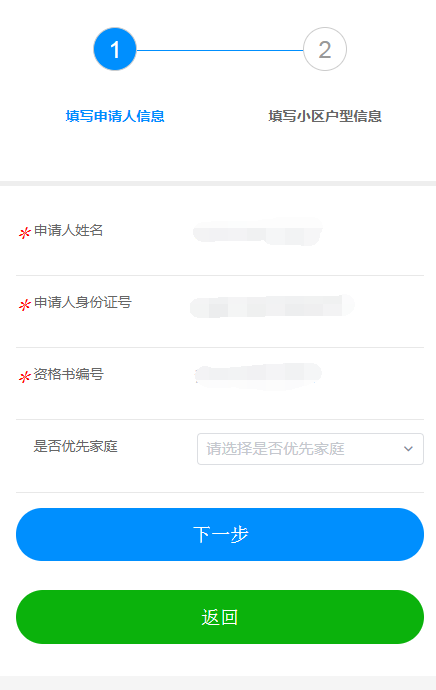 1
2
填写申请人信息
填写小区户型信息
*申请人姓名
*申请人身份证号
*资格书编号
是否优先家庭
请选择是否优先家庭
下一步
返回